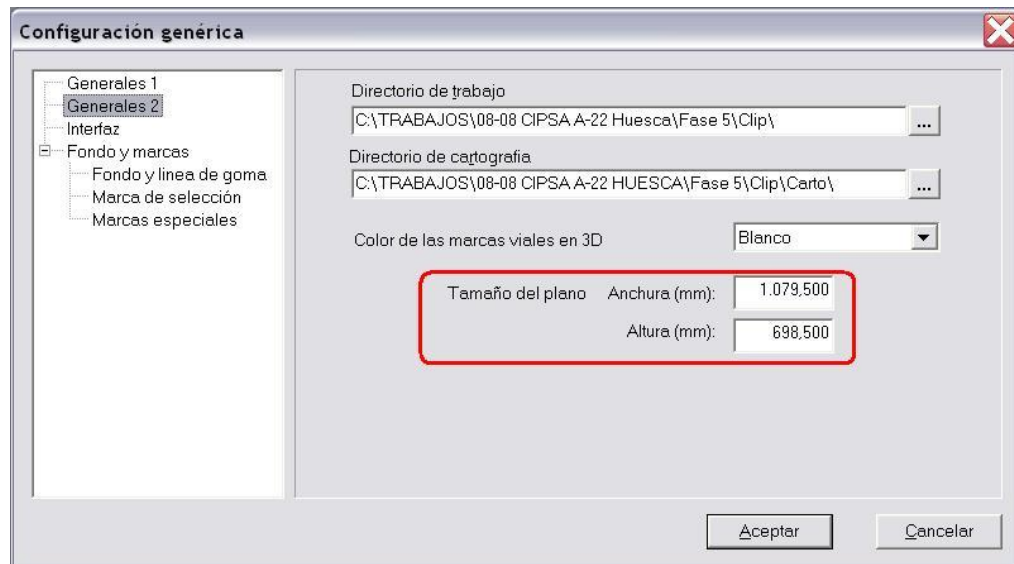 Configuración genérica
Generales 1
Generales 2
Interfaz
Fondo y marcas
Fondo y linea de goma
Marca de selección
Marcas especiales
Directorio de trabajo
C:\TRABAJOS\08-08 CIPSA A-22 Huesca\Fase 5\Clip\
...
Directorio de cartografia
C:\TRABAJOS\08-08 CIPSA A-22 HUESCA\Fase 5\Clip\Carto\
...
Color de las marcas viales en 3D Blanco
Tamaño del plano Anchura (mm): 1.079,500
Altura (mm): 698,500
Aceptar Cancelar